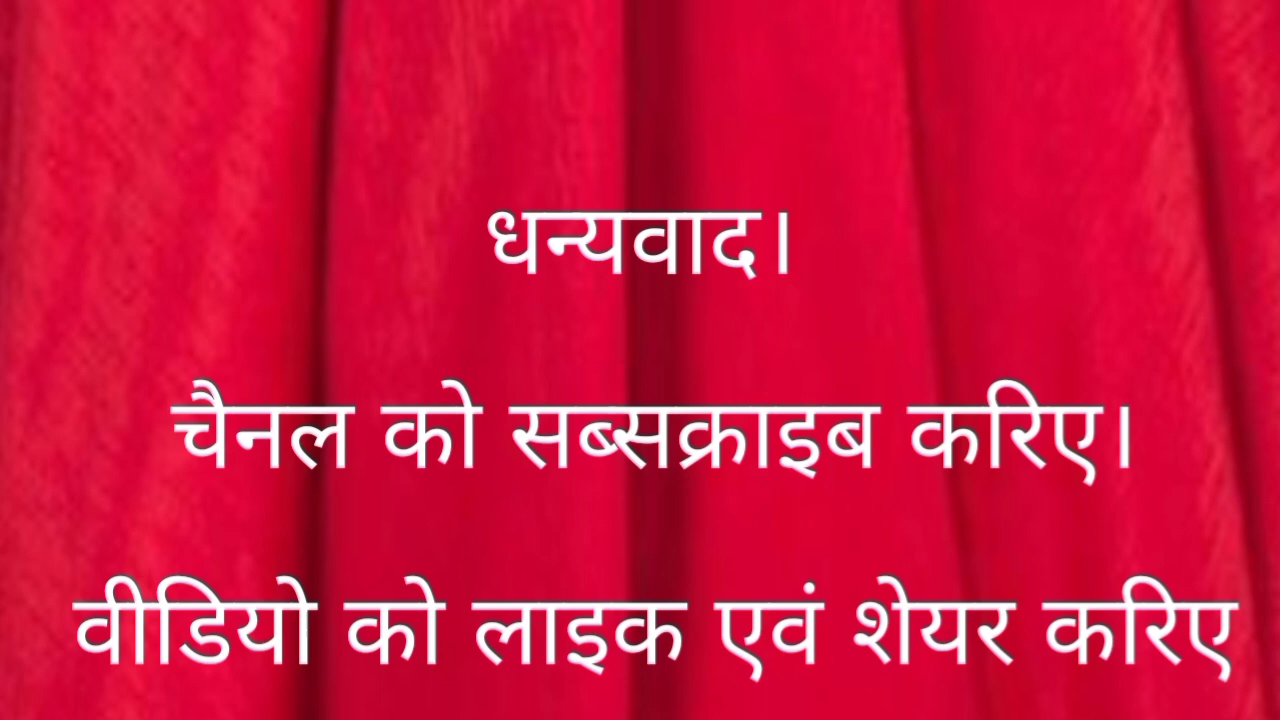 धन्यवाद।
चैनल को सब्सक्राइब करिए।
वीडियो को लाइक एवं शेयर करिए